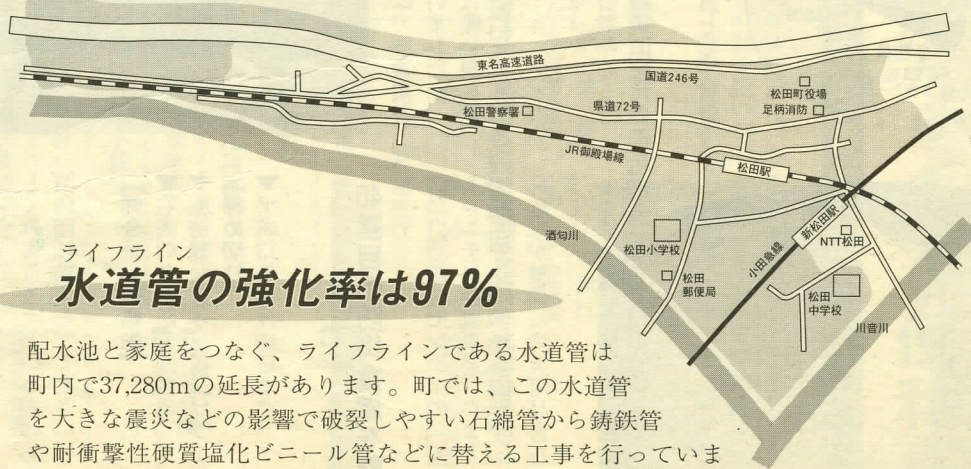 東名高速道路
国道246号
松田町役場
足柄消防
県道72号
松田警察署
JR御殿場線
松田駅
新松田駅
NTT松田
小田急線
酒匂川
松田小学校
松田
郵便局
松田
中学校
川音川
ライフライン
水道管の強化率は97%
配水池と家庭をつなぐ、ライフラインである水道管は
町内で37,280mの延長があります。町では、この水道管
を大きな震災などの影響で破裂しやすい石綿管から鋳鉄管
や耐衝撃性硬質塩化ビニール管などに替える工事を行っていま